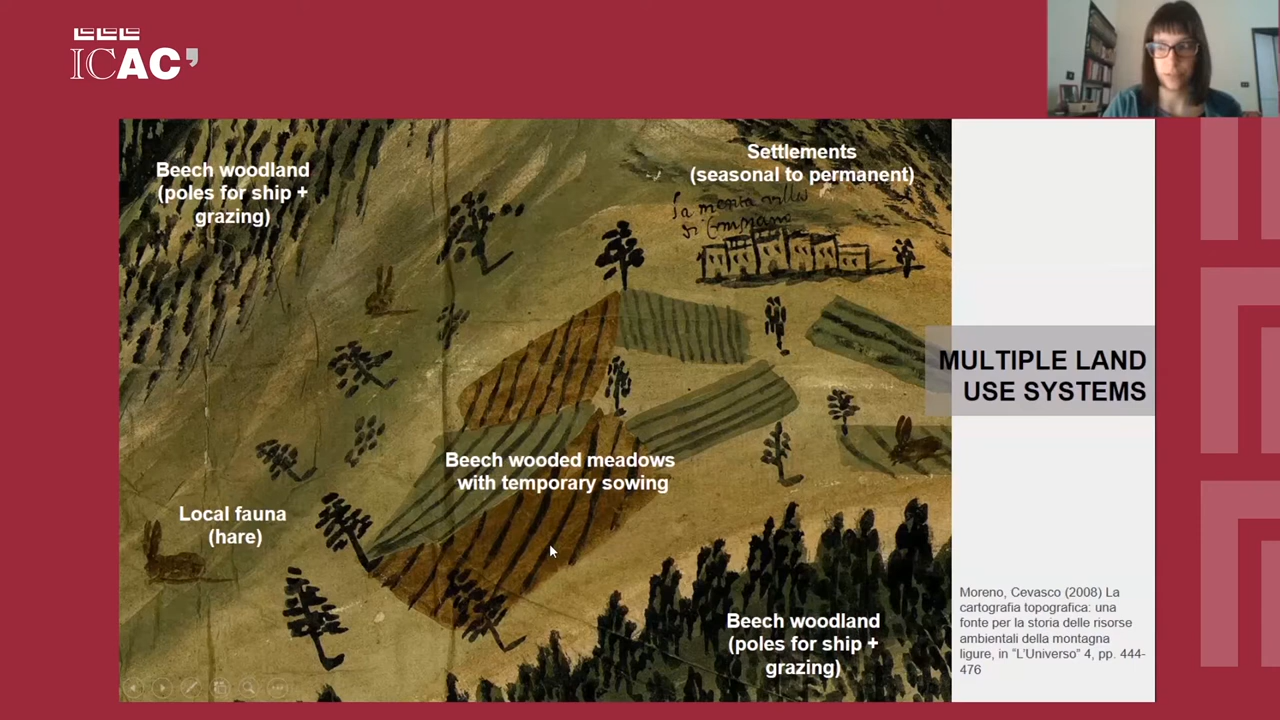 ICAC
Beech woodland
(poles for ship +
grazing)
Settlements
(seasonal to permanent)
MULTIPLE LAND
USE SYSTEMS
Beech wooded meadows
with temporary sowing
Local fauna
(hare)
Beech woodland
(poles for ship +
grazing)
Moreno, Cevasco (2008) La
cartografia topografica: una
fonte per la storia delle risorse
ambientali della montagna
ligure, in “L’Universo” 4, pp. 444-
476